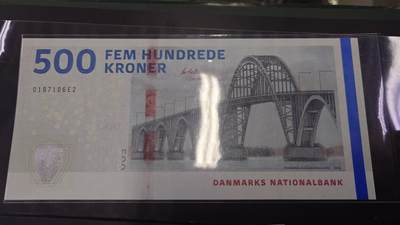 500 FEM HUNDREDE
KRONER
0187106E2
DANMARKS NATIONALBANK